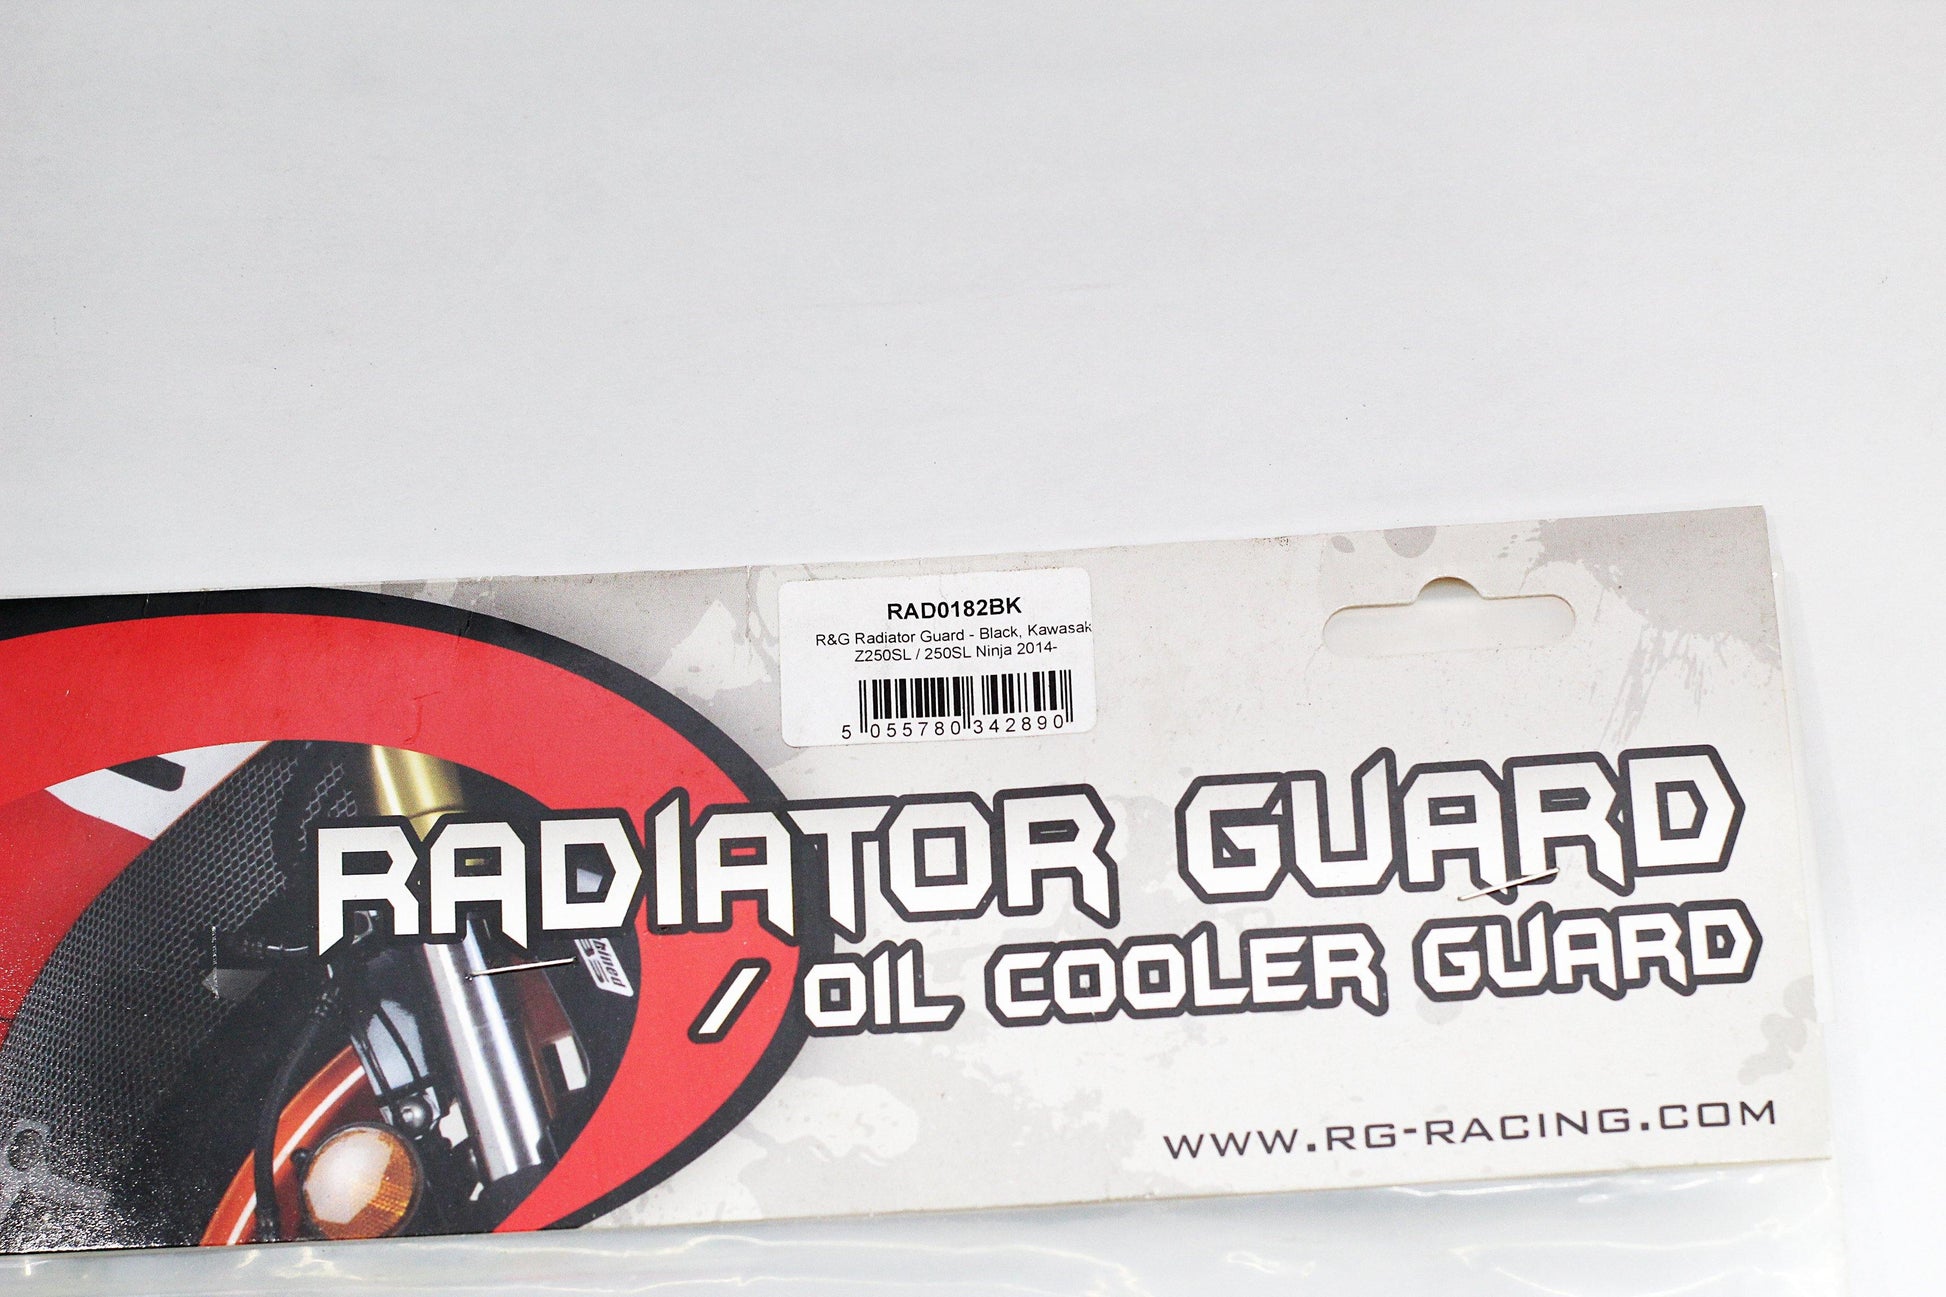 RAD0182BK
R&G Radiator Guard - Black, Kawasak
Z250SL / 250SL Ninja 2014-
5 055780 342890
RADIATOR GUARD
/ OIL COOLER GUARD
WWW.RG-RACING.COM